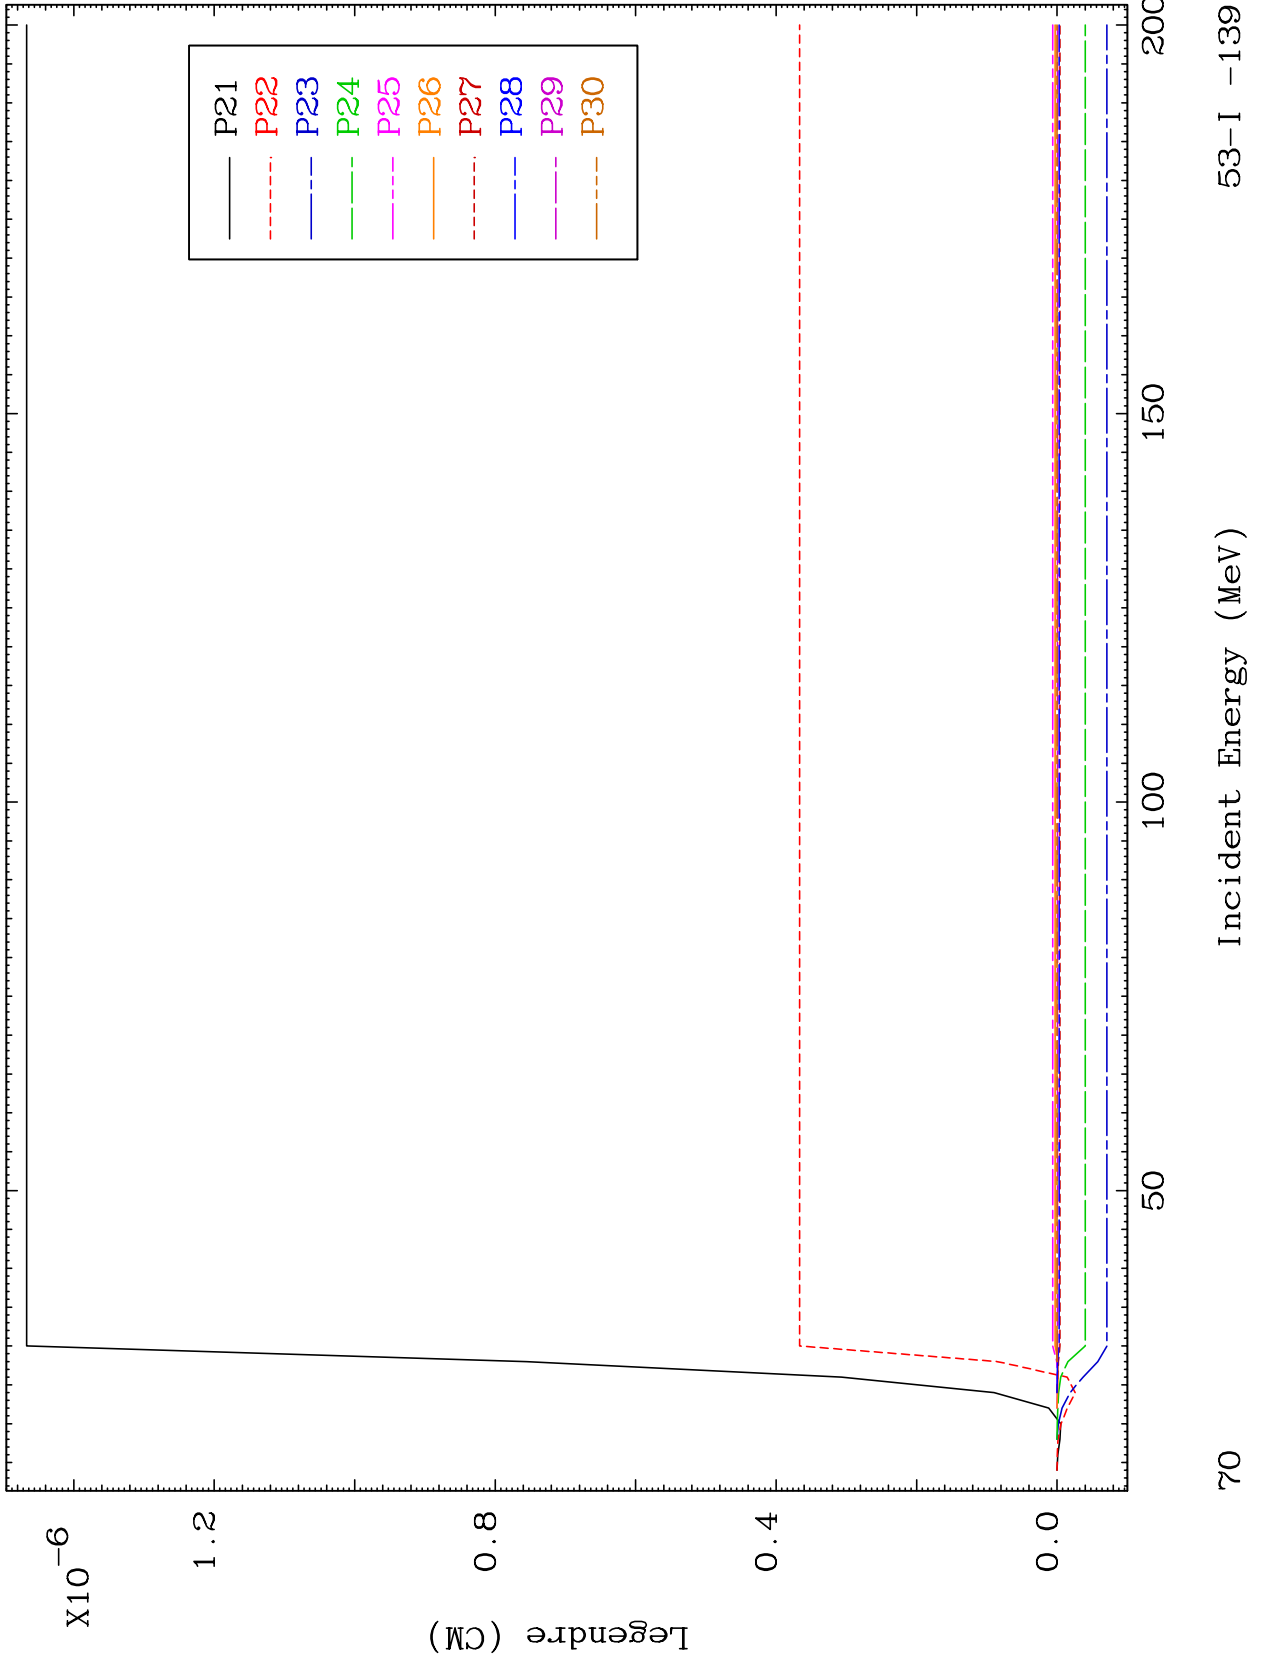 X10-6
1.2
0.8
0.4
0.0
Legendre (CM)
P21
P22
P23
P24
P25
P26
P27
P28
P29
P30
50
100
150
200
Incident Energy (MeV)
70
53-I -139